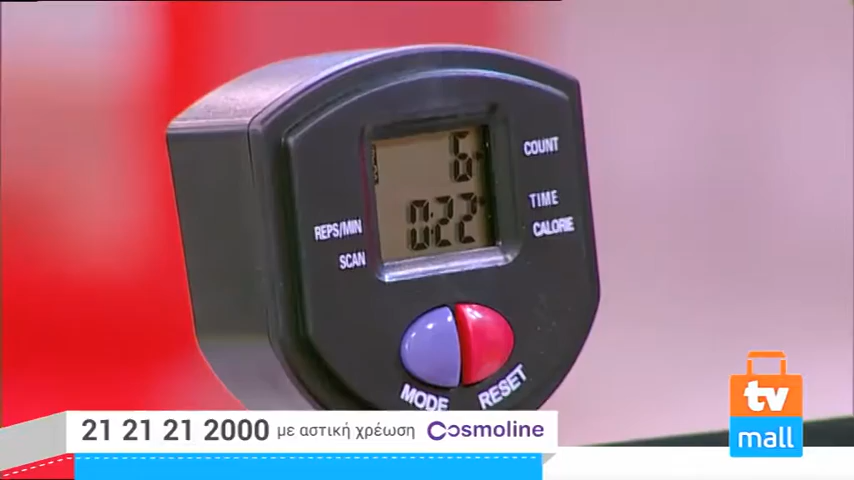 6
COUNT
0:22
TIME
REPS/MIN
CALORIE
SCAN
MODE
RESET
tv
mall
21 21 21 2000 με αστική χρέωση Cosmoline